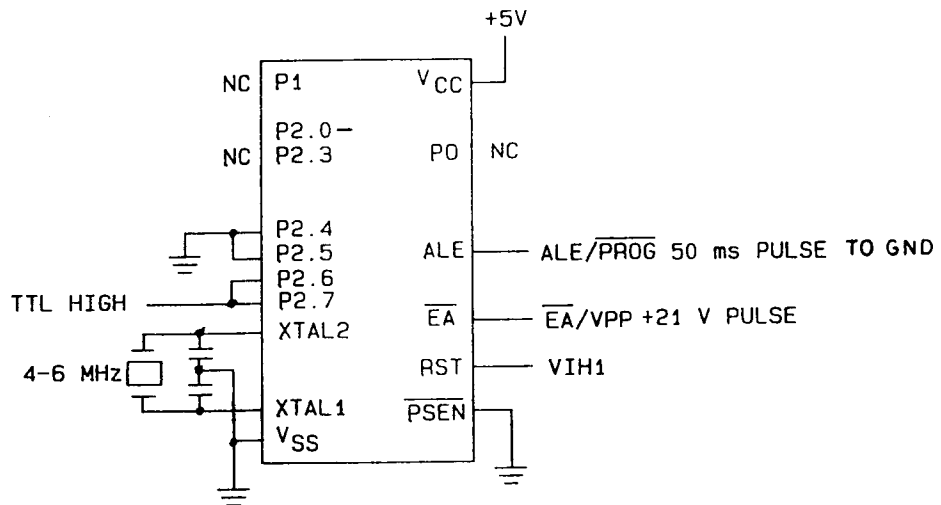 +5V
NC P1 VCC
P2.0-
NC P2.3 P0 NC
P2.4
P2.5 ALE ALE/PROG 50 ms PULSE TO GND
P2.6
TTL HIGH P2.7
EA EA/VPP +21 V PULSE
XTAL2
4-6 MHz RST VIH1
XTAL1 PSEN
VSS